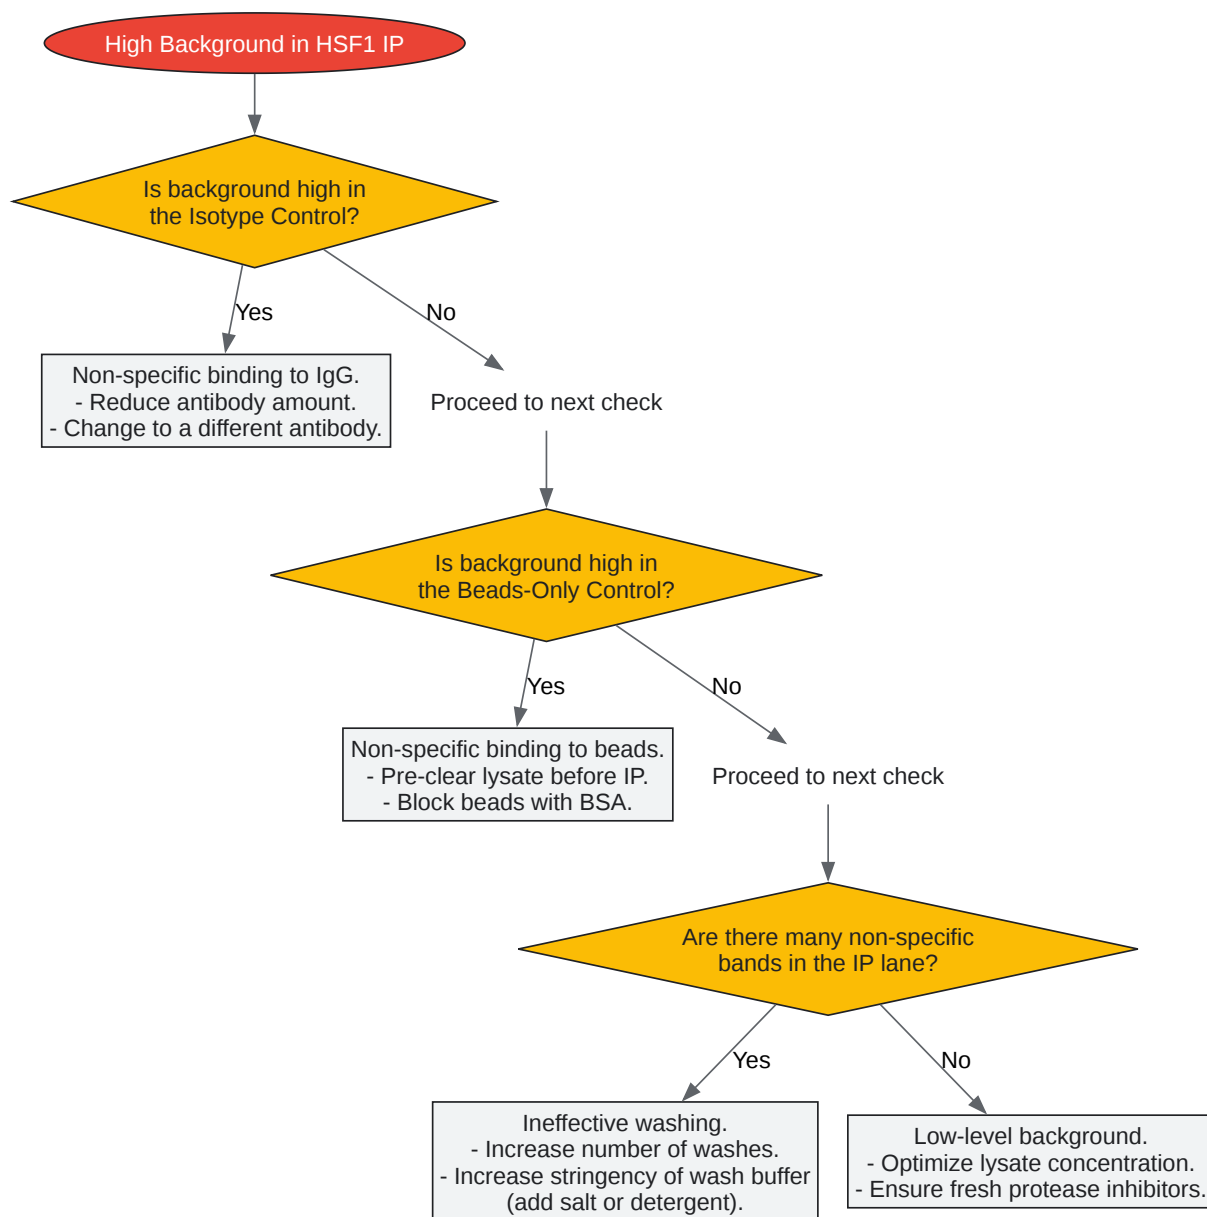 High Background in HSF1 IP
Is background high in
the Isotype Control?
Yes
No
Non-specific binding to IgG.
- Reduce antibody amount.
- Change to a different antibody.
Proceed to next check
Is background high in
the Beads-Only Control?
Yes
No
Non-specific binding to beads.
- Pre-clear lysate before IP.
- Block beads with BSA.
Proceed to next check
Are there many non-specific
bands in the IP lane?
Yes
No
Ineffective washing.
- Increase number of washes.
- Increase stringency of wash buffer
(add salt or detergent).
Low-level background.
- Optimize lysate concentration.
- Ensure fresh protease inhibitors.